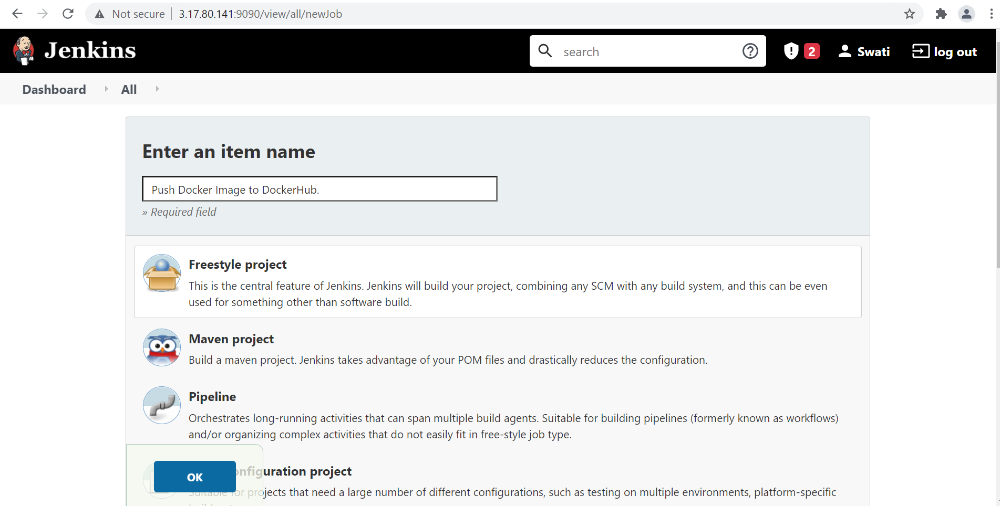 Not secure | 3.17.80.141:9090/view/all/newJob
Jenkins
search
2
Swati
log out
Dashboard
All
Enter an item name
Push Docker Image to DockerHub.
» Required field
Freestyle project
This is the central feature of Jenkins. Jenkins will build your project, combining any SCM with any build system, and this can be even
used for something other than software build.
Maven project
Build a maven project. Jenkins takes advantage of your POM files and drastically reduces the configuration.
Pipeline
Orchestrates long-running activities that can span multiple build agents. Suitable for building pipelines (formerly known as workflows)
and/or organizing complex activities that do not easily fit in free-style job type.
OK
onfiguration project
Suitable for projects that need a large number of different configurations, such as testing on multiple environments, platform-specific